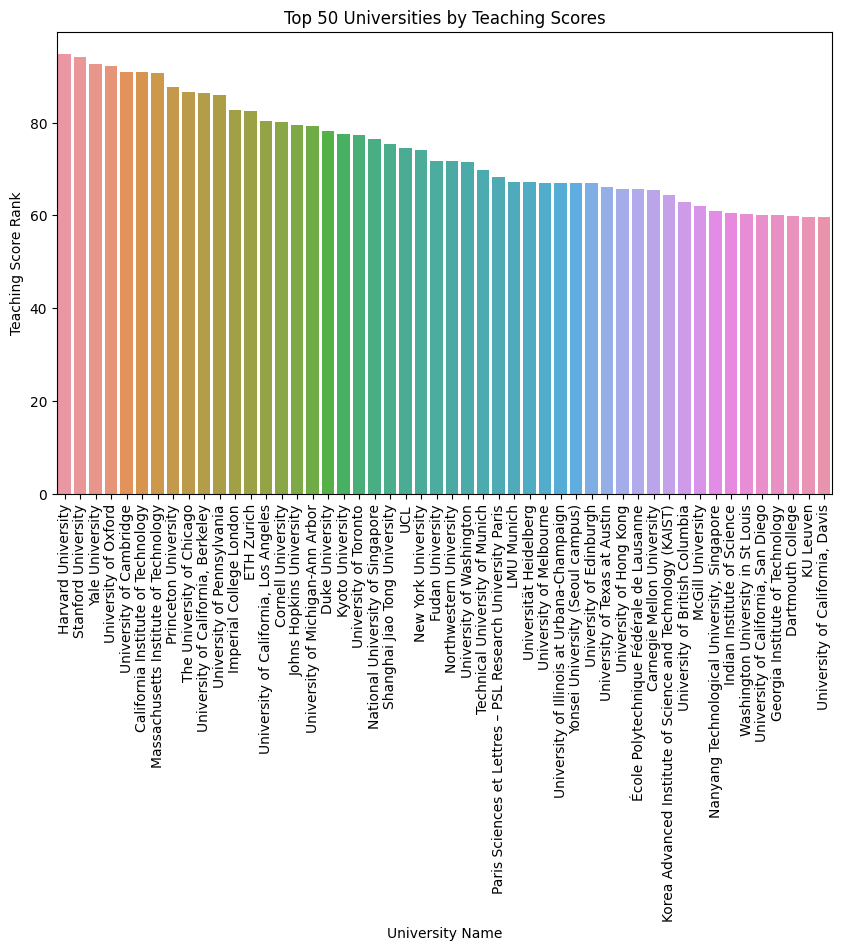 Top 50 Universities by Teaching Scores
Teaching Score Rank
80
60
40
20
0
Harvard University
Stanford University
Yale University
University of Oxford
University of Cambridge
California Institute of Technology
Massachusetts Institute of Technology
Princeton University
The University of Chicago
University of California, Berkeley
University of Pennsylvania
Imperial College London
ETH Zurich
University of California, Los Angeles
Cornell University
Johns Hopkins University
University of Michigan-Ann Arbor
Duke University
Kyoto University
University of Toronto
National University of Singapore
Shanghai Jiao Tong University
UCL
New York University
Fudan University
Northwestern University
University of Washington
Technical University of Munich
Paris Sciences et Lettres – PSL Research University Paris
LMU Munich
Universität Heidelberg
University of Melbourne
University of Illinois at Urbana-Champaign
Yonsei University (Seoul campus)
University of Edinburgh
University of Texas at Austin
University of Hong Kong
École Polytechnique Fédérale de Lausanne
Carnegie Mellon University
Korea Advanced Institute of Science and Technology (KAIST)
University of British Columbia
McGill University
Nanyang Technological University, Singapore
Indian Institute of Science
Washington University in St Louis
University of California, San Diego
Georgia Institute of Technology
Dartmouth College
KU Leuven
University of California, Davis
University Name